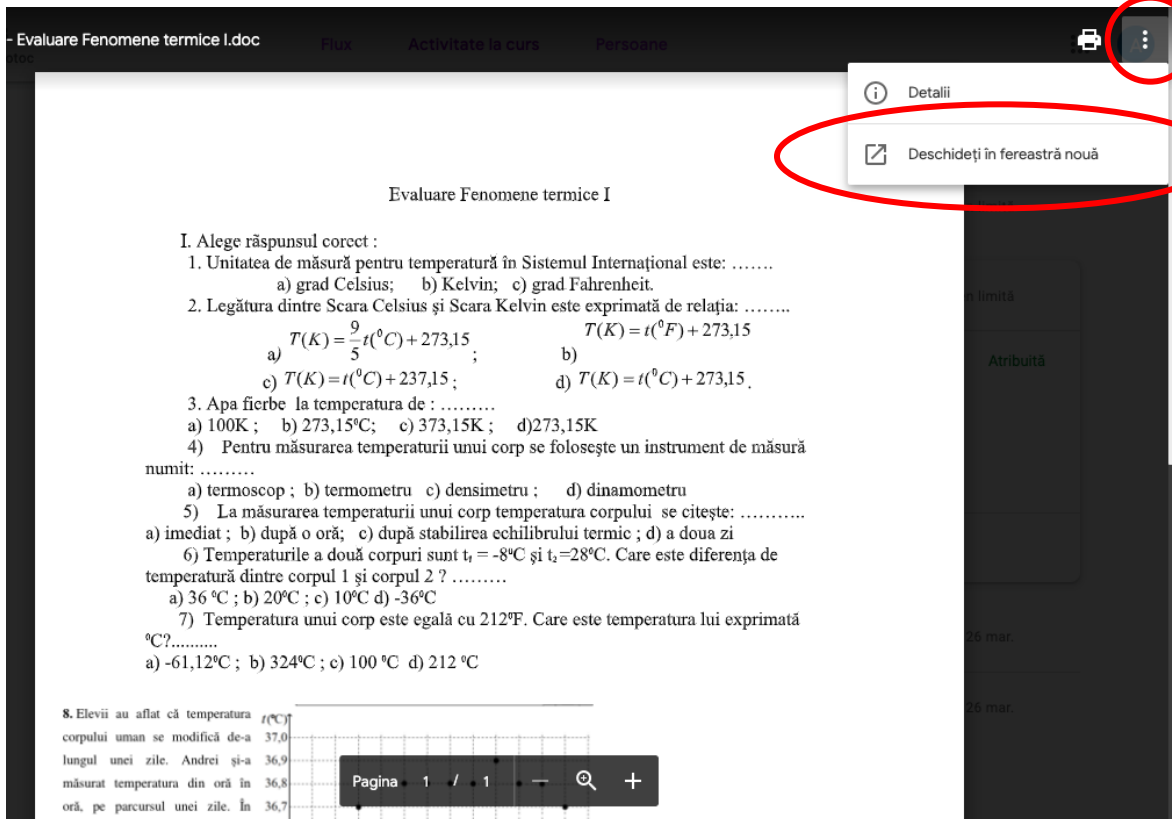 - Evaluare Fenomene termice I.doc
Flux Activitate la curs Persoane
Detalii
Deschideți în fereastră nouă
Evaluare Fenomene termice I
I. Alege răspunsul corect :
1. Unitatea de măsură pentru temperatură în Sistemul Internațional este: …….
a) grad Celsius; b) Kelvin; c) grad Fahrenheit.
2. Legătura dintre Scara Celsius și Scara Kelvin este exprimată de relația: ……..
a) T(K) = 9/5 t(⁰C) + 273,15 ; b) T(K) = t(⁰F) + 273,15
c) T(K) = t(⁰C) + 237,15 ; d) T(K) = t(⁰C) + 273,15 .
3. Apa fierbe la temperatura de : ………
a) 100K ; b) 273,15⁰C; c) 373,15K ; d)273,15K
4) Pentru măsurarea temperaturii unui corp se folosește un instrument de măsură
numit: ………
a) termoscop ; b) termometru c) densimetru ; d) dinamometru
5) La măsurarea temperaturii unui corp temperatura corpului se citește: ………..
a) imediat ; b) după o oră; c) după stabilirea echilibrului termic ; d) a doua zi
6) Temperaturile a două corpuri sunt t₁ = -8⁰C și t₂=28⁰C. Care este diferența de
temperatură dintre corpul 1 și corpul 2 ? ………
a) 36 ⁰C ; b) 20⁰C ; c) 10⁰C d) -36⁰C
7) Temperatura unui corp este egală cu 212⁰F. Care este temperatura lui exprimată
⁰C?..........
a) -61,12⁰C ; b) 324⁰C ; c) 100 ⁰C d) 212 ⁰C
n limită
Atribuită
26 mar.
26 mar.
8. Elevii au aflat că temperatura
corpului uman se modifică de-a
lungul unei zile. Andrei și-a
măsurat temperatura din oră în
oră, pe parcursul unei zile. În
t(⁰C)
37,0
36,9
36,8
36,7
Pagina 1 / 1